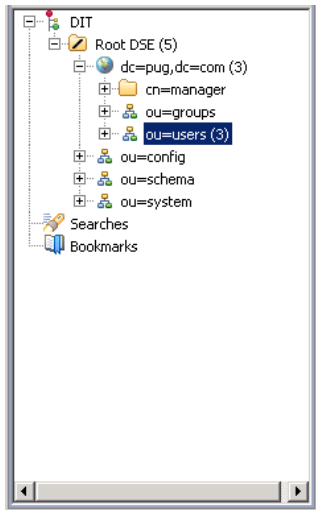 DIT
Root DSE (5)
dc=pug,dc=com (3)
cn=manager
ou=groups
ou=users (3)
ou=config
ou=schema
ou=system
Searches
Bookmarks